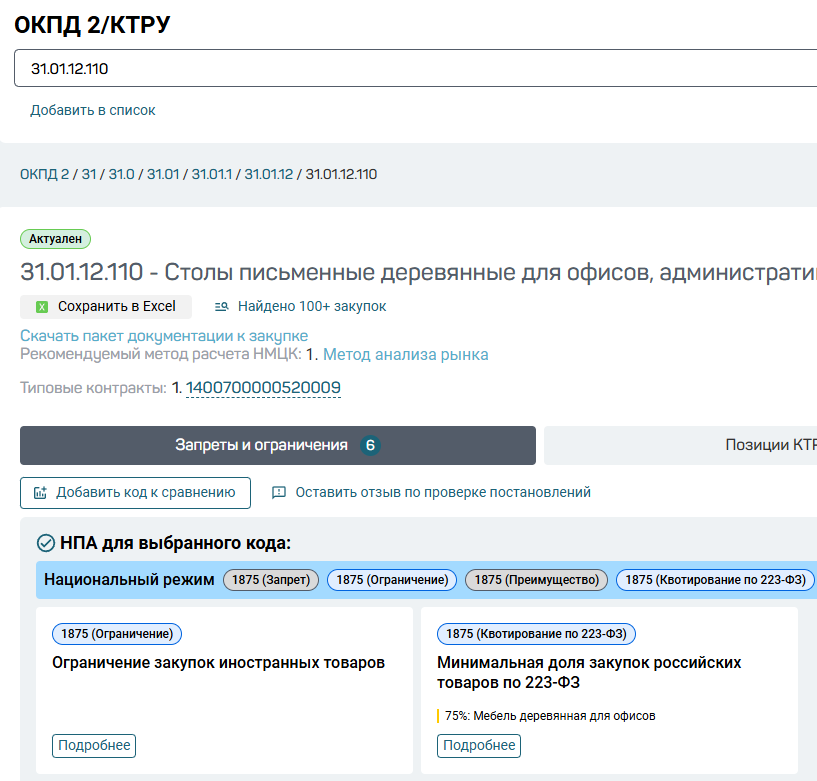 ОКПД 2/КТРУ
31.01.12.110
Добавить в список
ОКПД 2 / 31 / 31.0 / 31.01 / 31.01.1 / 31.01.12 / 31.01.12.110
Актуален
31.01.12.110 - Столы письменные деревянные для офисов, административ
Сохранить в Excel Найдено 100+ закупок
Скачать пакет документации к закупке
Рекомендуемый метод расчета НМЦК: 1. Метод анализа рынка
Типовые контракты: 1. 1400700000520009
Запреты и ограничения 6 Позиции КТР
Добавить код к сравнению Оставить отзыв по проверке постановлений
НПА для выбранного кода:
Национальный режим 1875 (Запрет) 1875 (Ограничение) 1875 (Преимущество) 1875 (Квотирование по 223-ФЗ)
1875 (Ограничение)
Ограничение закупок иностранных товаров
Подробнее
1875 (Квотирование по 223-ФЗ)
Минимальная доля закупок российских
товаров по 223-ФЗ
75%: Мебель деревянная для офисов
Подробнее